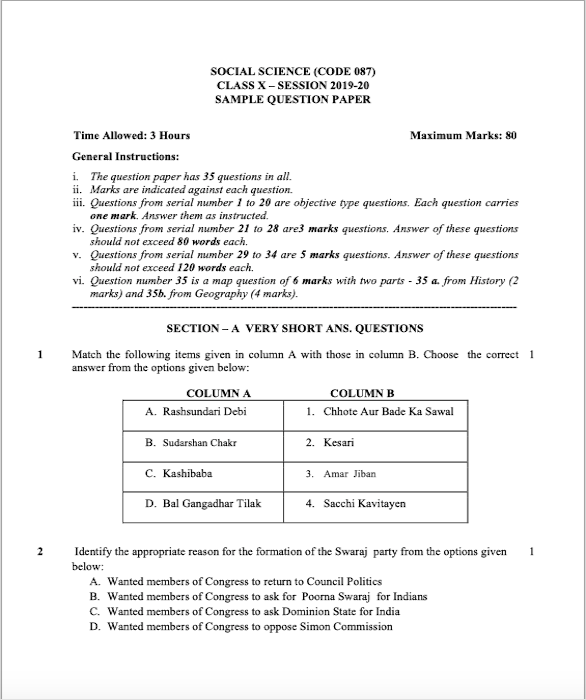 SOCIAL SCIENCE (CODE 087)
CLASS X – SESSION 2019-20
SAMPLE QUESTION PAPER
Time Allowed: 3 Hours Maximum Marks: 80
General Instructions:
i. The question paper has 35 questions in all.
ii. Marks are indicated against each question.
iii. Questions from serial number 1 to 20 are objective type questions. Each question carries
one mark. Answer them as instructed.
iv. Questions from serial number 21 to 28 are3 marks questions. Answer of these questions
should not exceed 80 words each.
v. Questions from serial number 29 to 34 are 5 marks questions. Answer of these questions
should not exceed 120 words each.
vi. Question number 35 is a map question of 6 marks with two parts - 35 a. from History (2
marks) and 35b. from Geography (4 marks).
SECTION – A VERY SHORT ANS. QUESTIONS
1 Match the following items given in column A with those in column B. Choose the correct 1
answer from the options given below:
COLUMN A COLUMN B
A. Rashsundari Debi 1. Chhote Aur Bade Ka Sawal
B. Sudarshan Chakr 2. Kesari
C. Kashibaba 3. Amar Jiban
D. Bal Gangadhar Tilak 4. Sacchi Kavitayen
2 Identify the appropriate reason for the formation of the Swaraj party from the options given 1
below:
A. Wanted members of Congress to return to Council Politics
B. Wanted members of Congress to ask for Poorna Swaraj for Indians
C. Wanted members of Congress to ask Dominion State for India
D. Wanted members of Congress to oppose Simon Commission